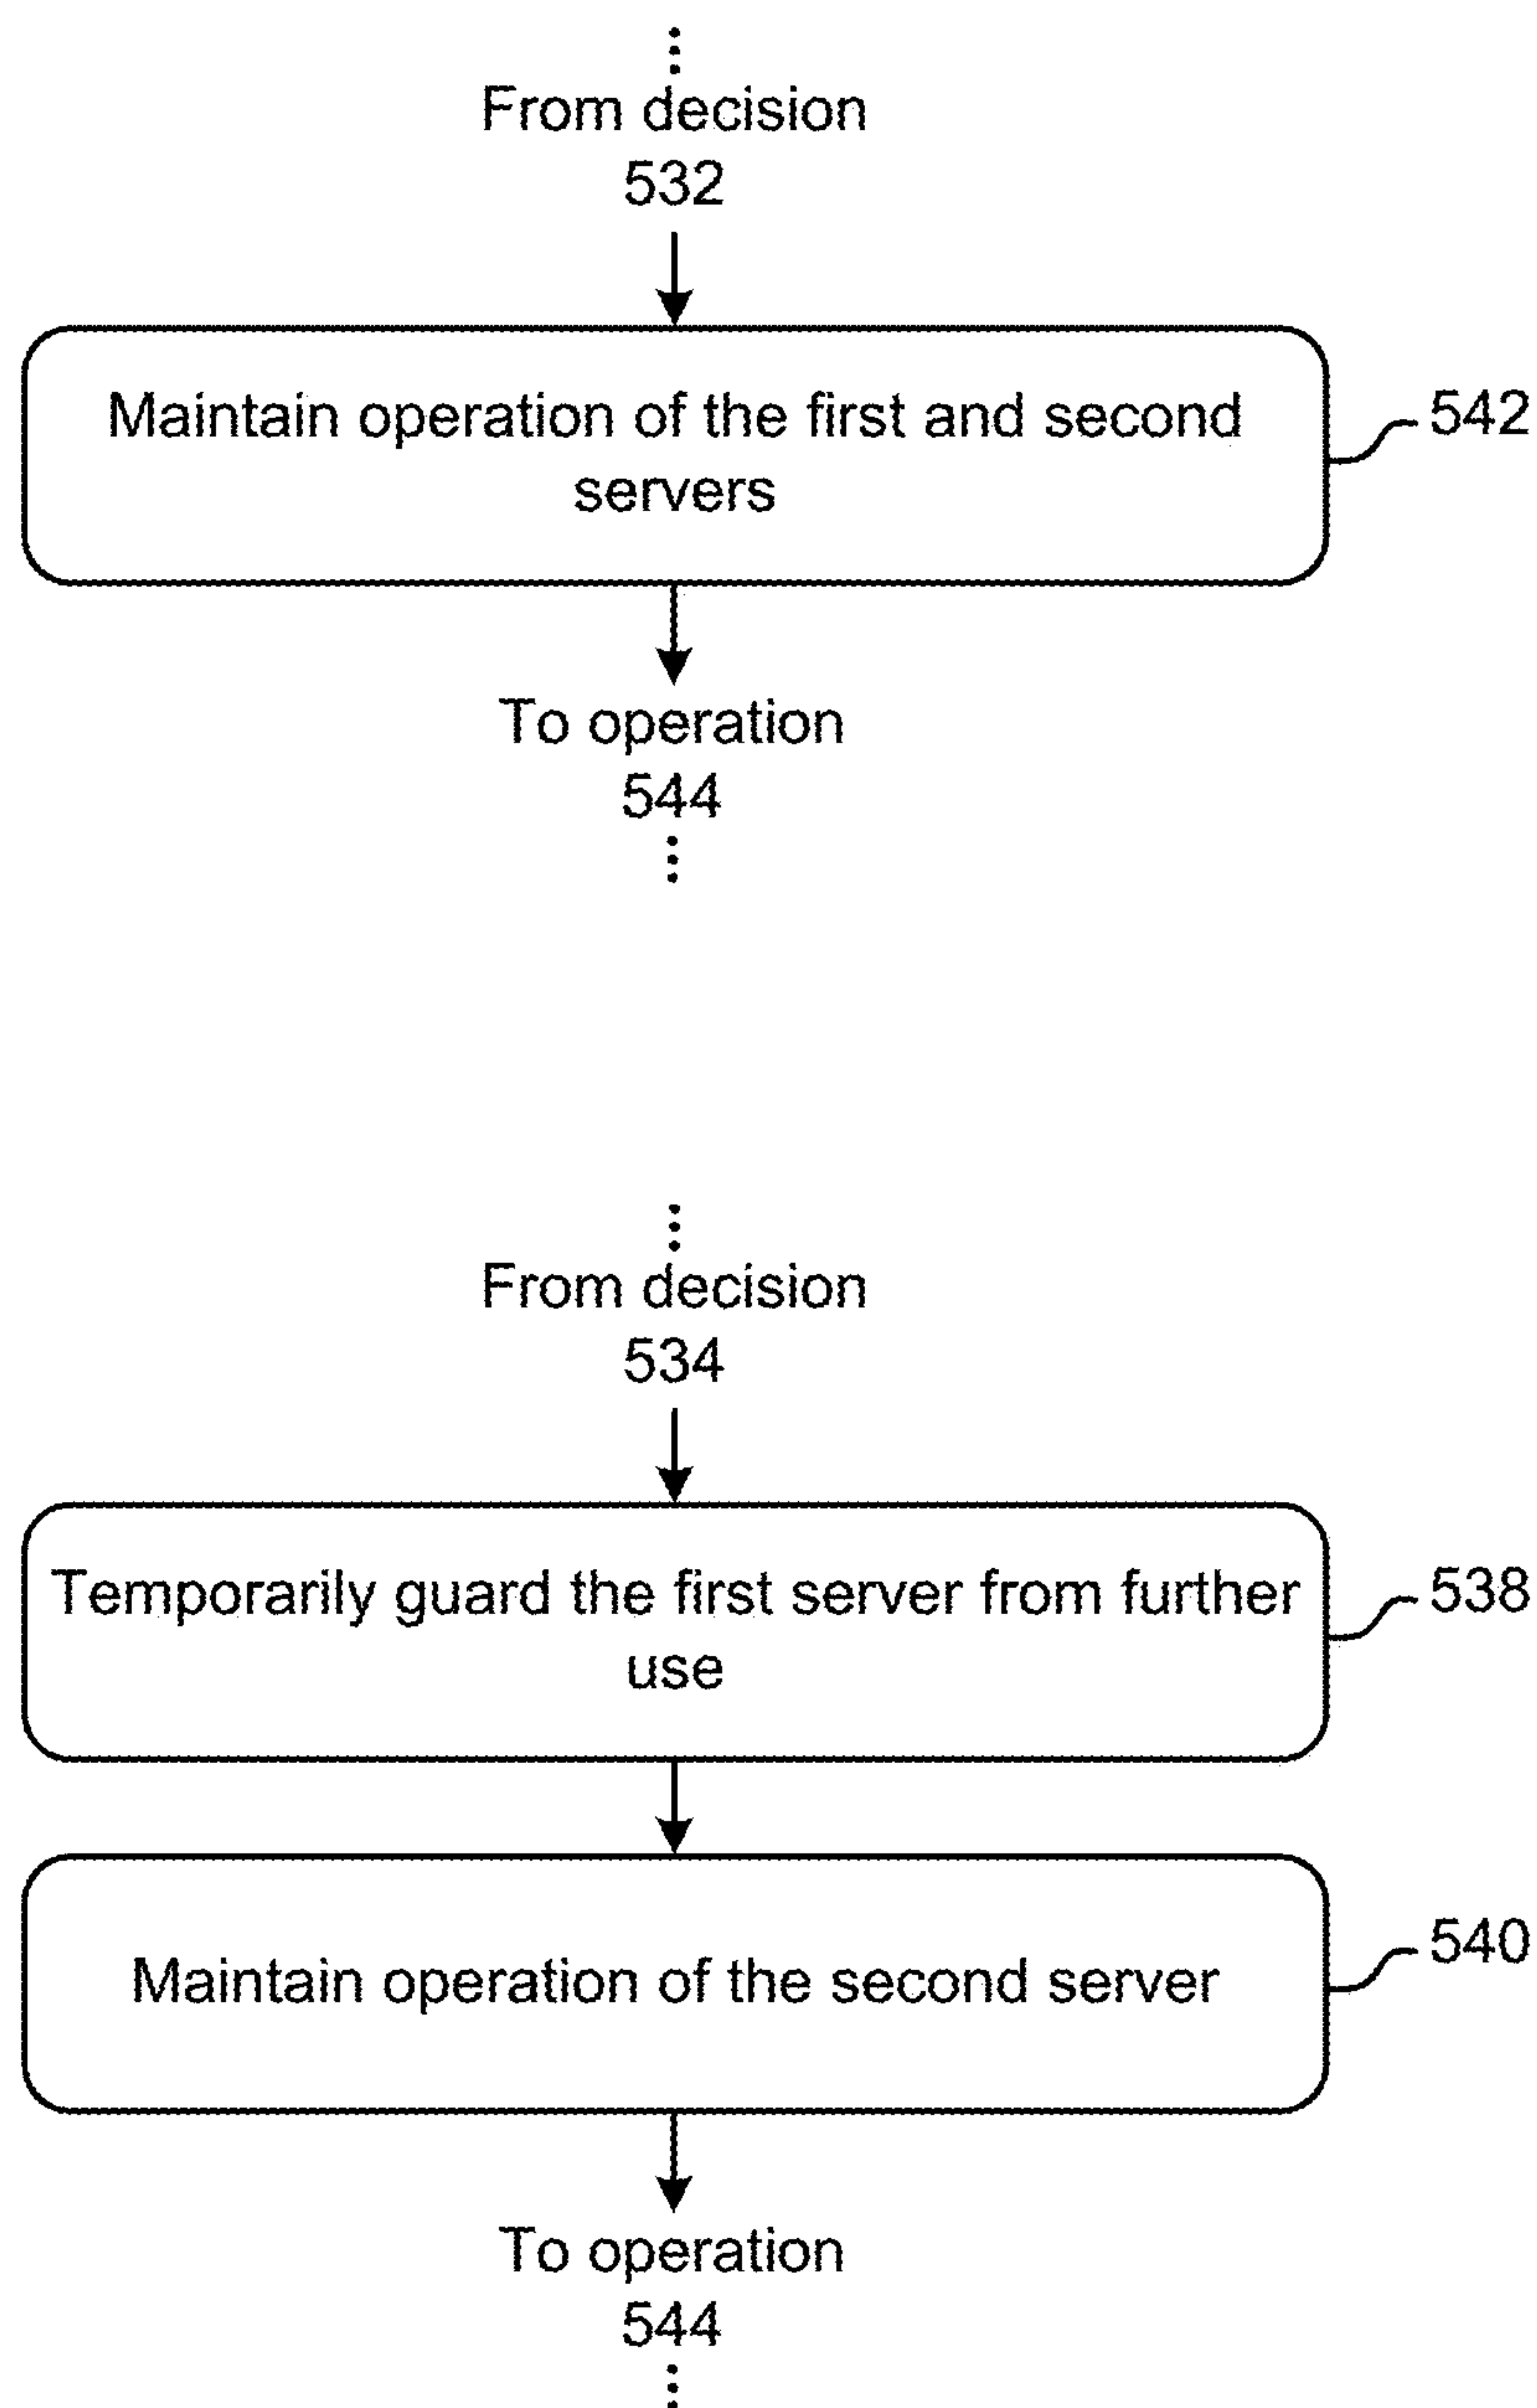 From decision
532
Maintain operation of the first and second
servers
542
To operation
544
From decision
534
Temporarily guard the first server from further
use
538
Maintain operation of the second server
540
To operation
544